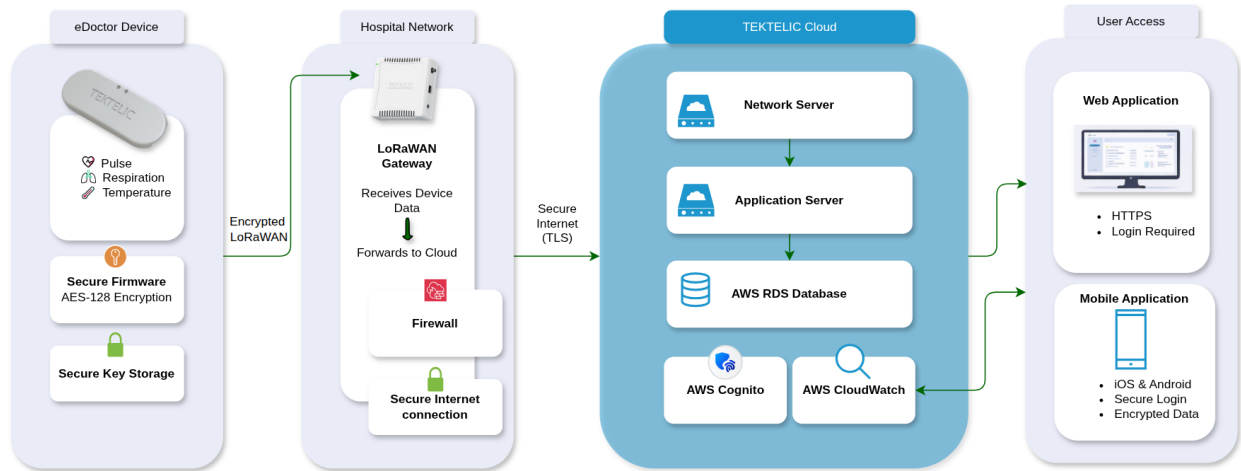 eDoctor Device
TEKTELIC
Pulse
Respiration
Temperature
Secure Firmware
AES-128 Encryption
Secure Key Storage
Encrypted
LoRaWAN
Hospital Network
LoRaWAN
Gateway
Receives Device
Data
Forwards to Cloud
Firewall
Secure Internet
connection
Secure
Internet
(TLS)
TEKTELIC Cloud
Network Server
Application Server
AWS RDS Database
AWS Cognito
AWS CloudWatch
User Access
Web Application
• HTTPS
• Login Required
Mobile Application
• iOS & Android
• Secure Login
• Encrypted Data